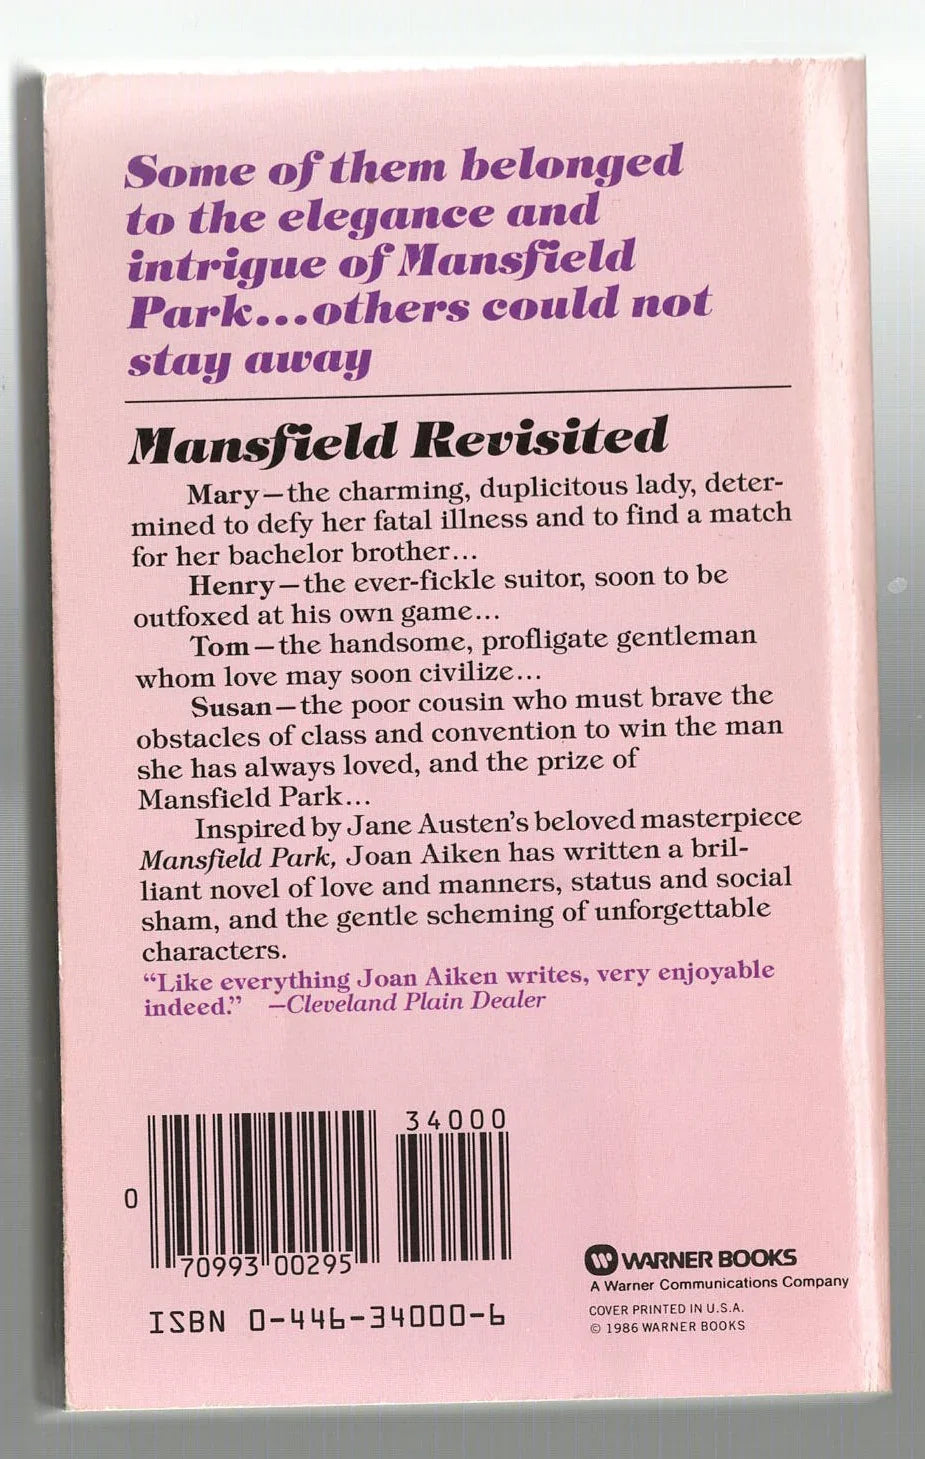 Some of them belonged
to the elegance and
intrigue of Mansfield
Park...others could not
stay away
Mansfield Revisited
Mary—the charming, duplicitous lady, deter-
mined to defy her fatal illness and to find a match
for her bachelor brother...
Henry—the ever-fickle suitor, soon to be
outfoxed at his own game...
Tom—the handsome, profligate gentleman
whom love may soon civilize...
Susan—the poor cousin who must brave the
obstacles of class and convention to win the man
she has always loved, and the prize of
Mansfield Park...
Inspired by Jane Austen's beloved masterpiece
Mansfield Park, Joan Aiken has written a bril-
liant novel of love and manners, status and social
sham, and the gentle scheming of unforgettable
characters.
“Like everything Joan Aiken writes, very enjoyable
indeed.” —Cleveland Plain Dealer
34000
0
70993 00295
ISBN 0-446-34000-6
W WARNER BOOKS
A Warner Communications Company
COVER PRINTED IN U.S.A.
© 1986 WARNER BOOKS